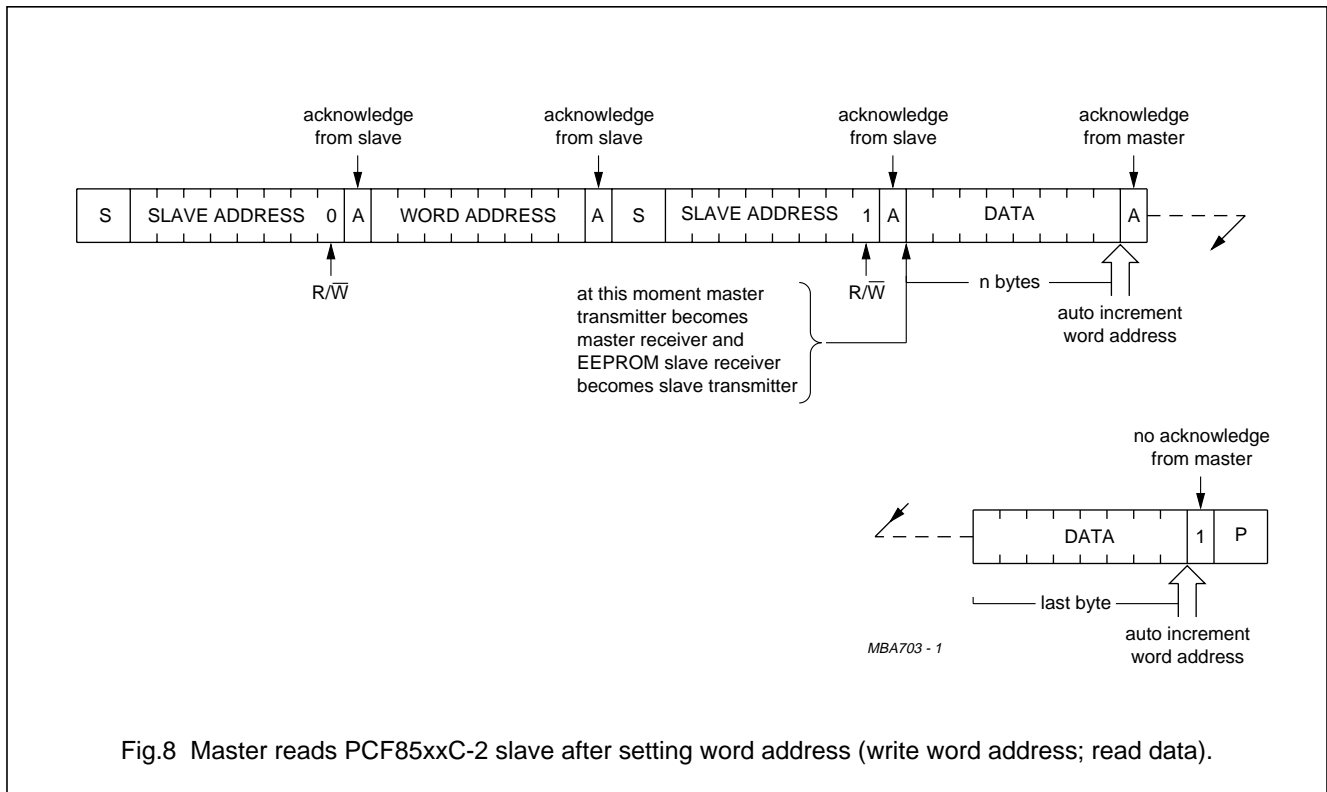 acknowledge
from slave
acknowledge
from slave
acknowledge
from slave
acknowledge
from master
S SLAVE ADDRESS 0 A WORD ADDRESS A S SLAVE ADDRESS 1 A DATA A
R/W̅
R/W̅
n bytes
at this moment master
transmitter becomes
master receiver and
EEPROM slave receiver
becomes slave transmitter
auto increment
word address
no acknowledge
from master
DATA 1 P
last byte
auto increment
word address
MBA703 - 1
Fig.8 Master reads PCF85xxC-2 slave after setting word address (write word address; read data).